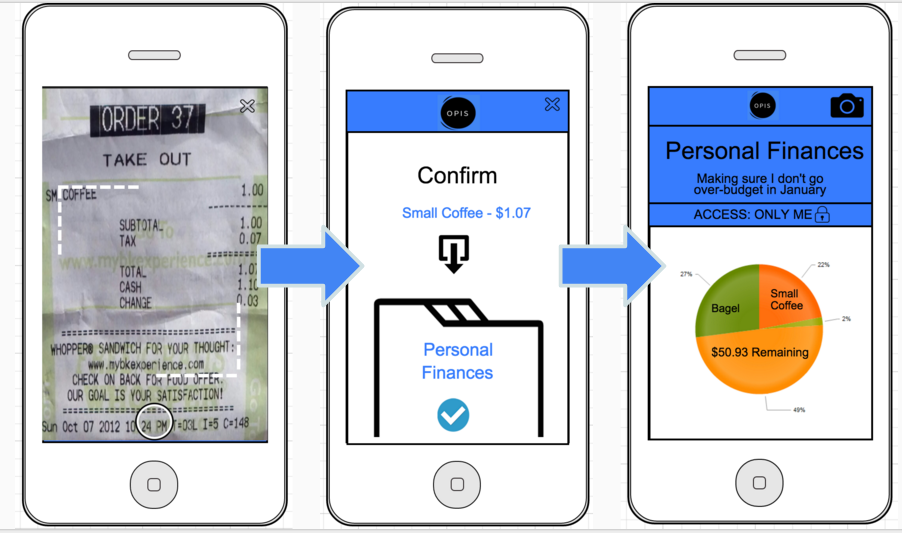 ORDER 37
TAKE OUT
SM COFFEE 1.00
SUBTOTAL 1.00
TAX 0.07
www.mybkexperience.com
TOTAL 1.07
CASH 1.10
CHANGE 0.03
WHOPPER® SANDWICH FOR YOUR THOUGHT:
www.mybkexperience.com
CHECK ON BACK FOR FOOD OFFER.
OUR GOAL IS YOUR SATISFACTION!
Sun Oct 07 2012 10:24 PM T=03L I=5 C=148
OPIS
Confirm
Small Coffee - $1.07
Personal
Finances
OPIS
Personal Finances
Making sure I don't go
over-budget in January
ACCESS: ONLY ME
27%
22%
Bagel
Small
Coffee
2%
$50.93 Remaining
49%